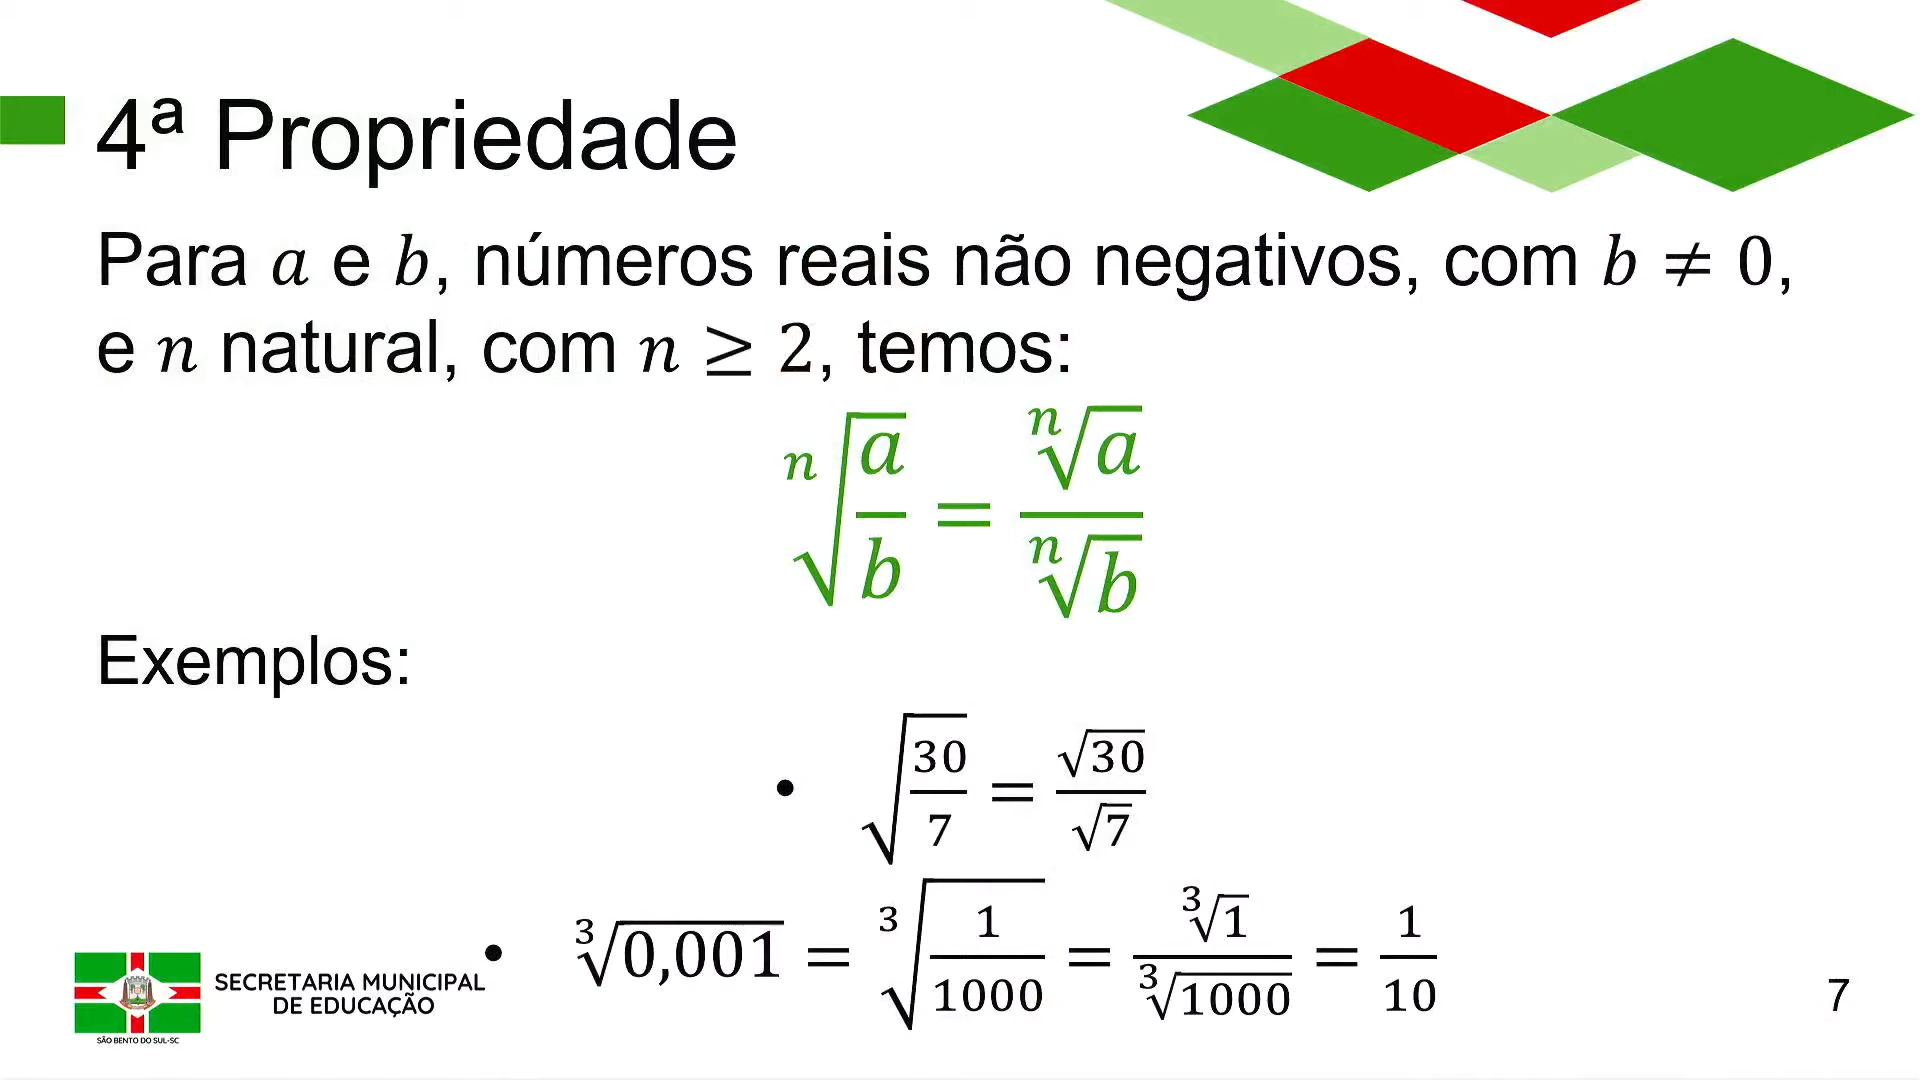 4ª Propriedade
Para a e b, números reais não negativos, com b ≠ 0,
e n natural, com n ≥ 2, temos:
ⁿ√(a/b) = ⁿ√a / ⁿ√b
Exemplos:
• √(30/7) = √30 / √7
• ³√0,001 = ³√(1/1000) = ³√1 / ³√1000 = 1/10
SECRETARIA MUNICIPAL
DE EDUCAÇÃO
SÃO BENTO DO SUL-SC
7